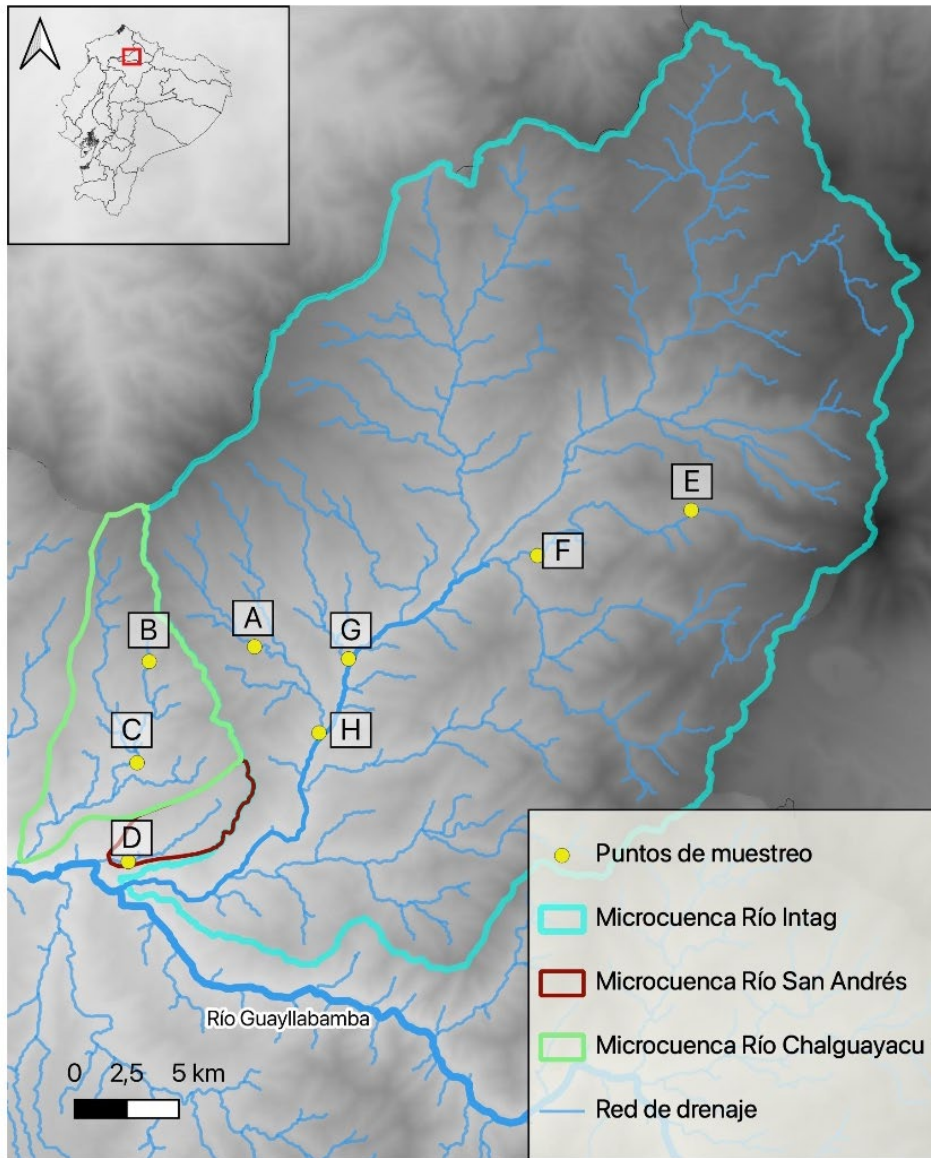 E
F
B
A
G
C
H
D
Río Guayllabamba
0 2,5 5 km
Puntos de muestreo
Microcuenca Río Intag
Microcuenca Río San Andrés
Microcuenca Río Chalguayacu
Red de drenaje